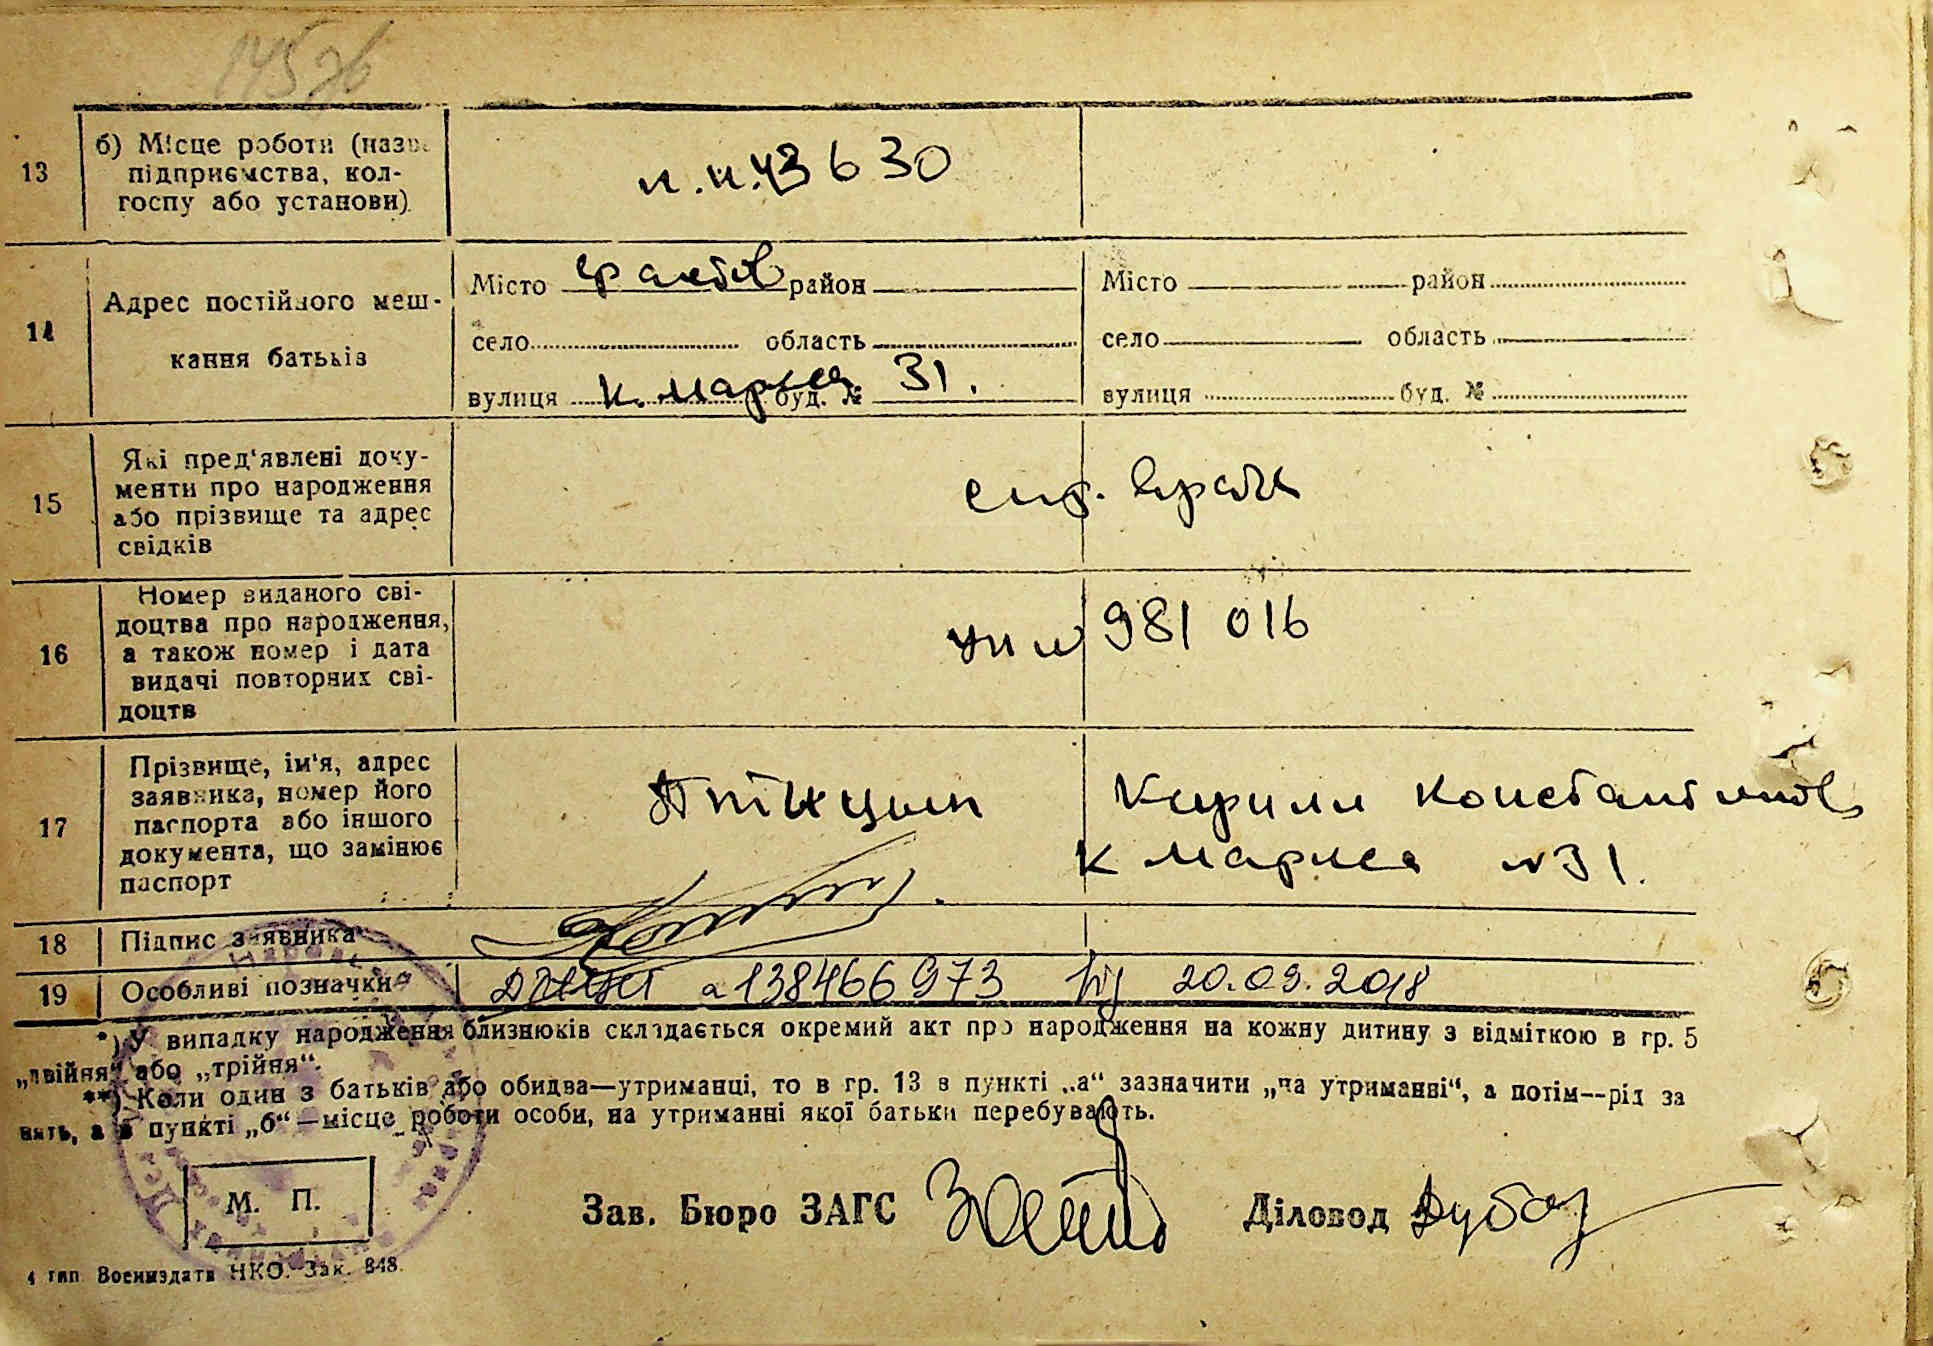 13
б) Місце роботи (назва
підприємства, кол-
госпу або установи)
п.п. 43630
14
Адрес постійного меш-
кання батьків
Місто район
село область
вулиця К. Маркса буд. № 31.
Місто район
село область
вулиця буд. №
15
Які пред'явлені доку-
менти про народження
або прізвище та адрес
свідків
спр. врача
16
Номер виданого сві-
доцтва про народження,
а також номер і дата
видачі повторних сві-
доцтв
981 016
17
Прізвище, ім'я, адрес
заявника, номер його
паспорта або іншого
документа, що замінює
паспорт
Птицын Кирилл Константинов
К Маркса №31.
18
Підпис заявника
19
Особливі позначки
138466973 від 20.09.2018
*) У випадку народження близнюків складається окремий акт про народження на кожну дитину з відміткою в гр. 5
„двійня“ або „трійня“.
**) Коли один з батьків або обидва—утриманці, то в гр. 13 в пункті „а“ зазначити „на утриманні“, а потім—рід за
нять, а в пункті „б“—місце роботи особи, на утриманні якої батьки перебувають.
М. П.
Зав. Бюро ЗАГС
Діловод
4 тип Воениздата НКО. Зак. 848.